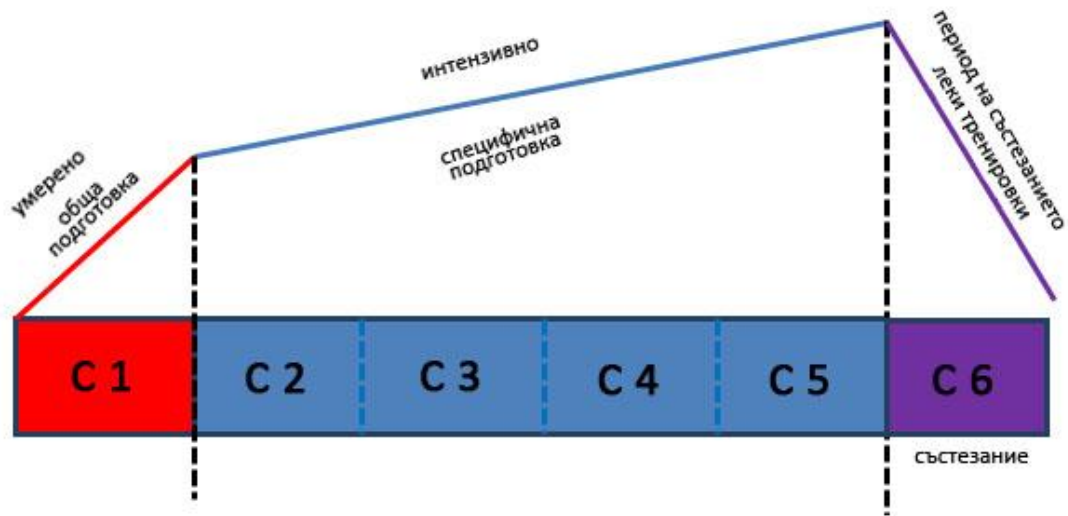 умерено
обща
подготовка
интензивно
специфична
подготовка
период на състезанието
леки тренировки
С 1
С 2
С 3
С 4
С 5
С 6
състезание